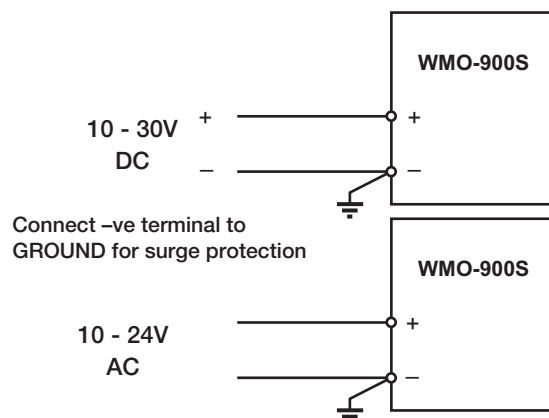 WMO-900S
10 - 30V
DC
+
–
+
–
Connect –ve terminal to
GROUND for surge protection
WMO-900S
10 - 24V
AC
+
–